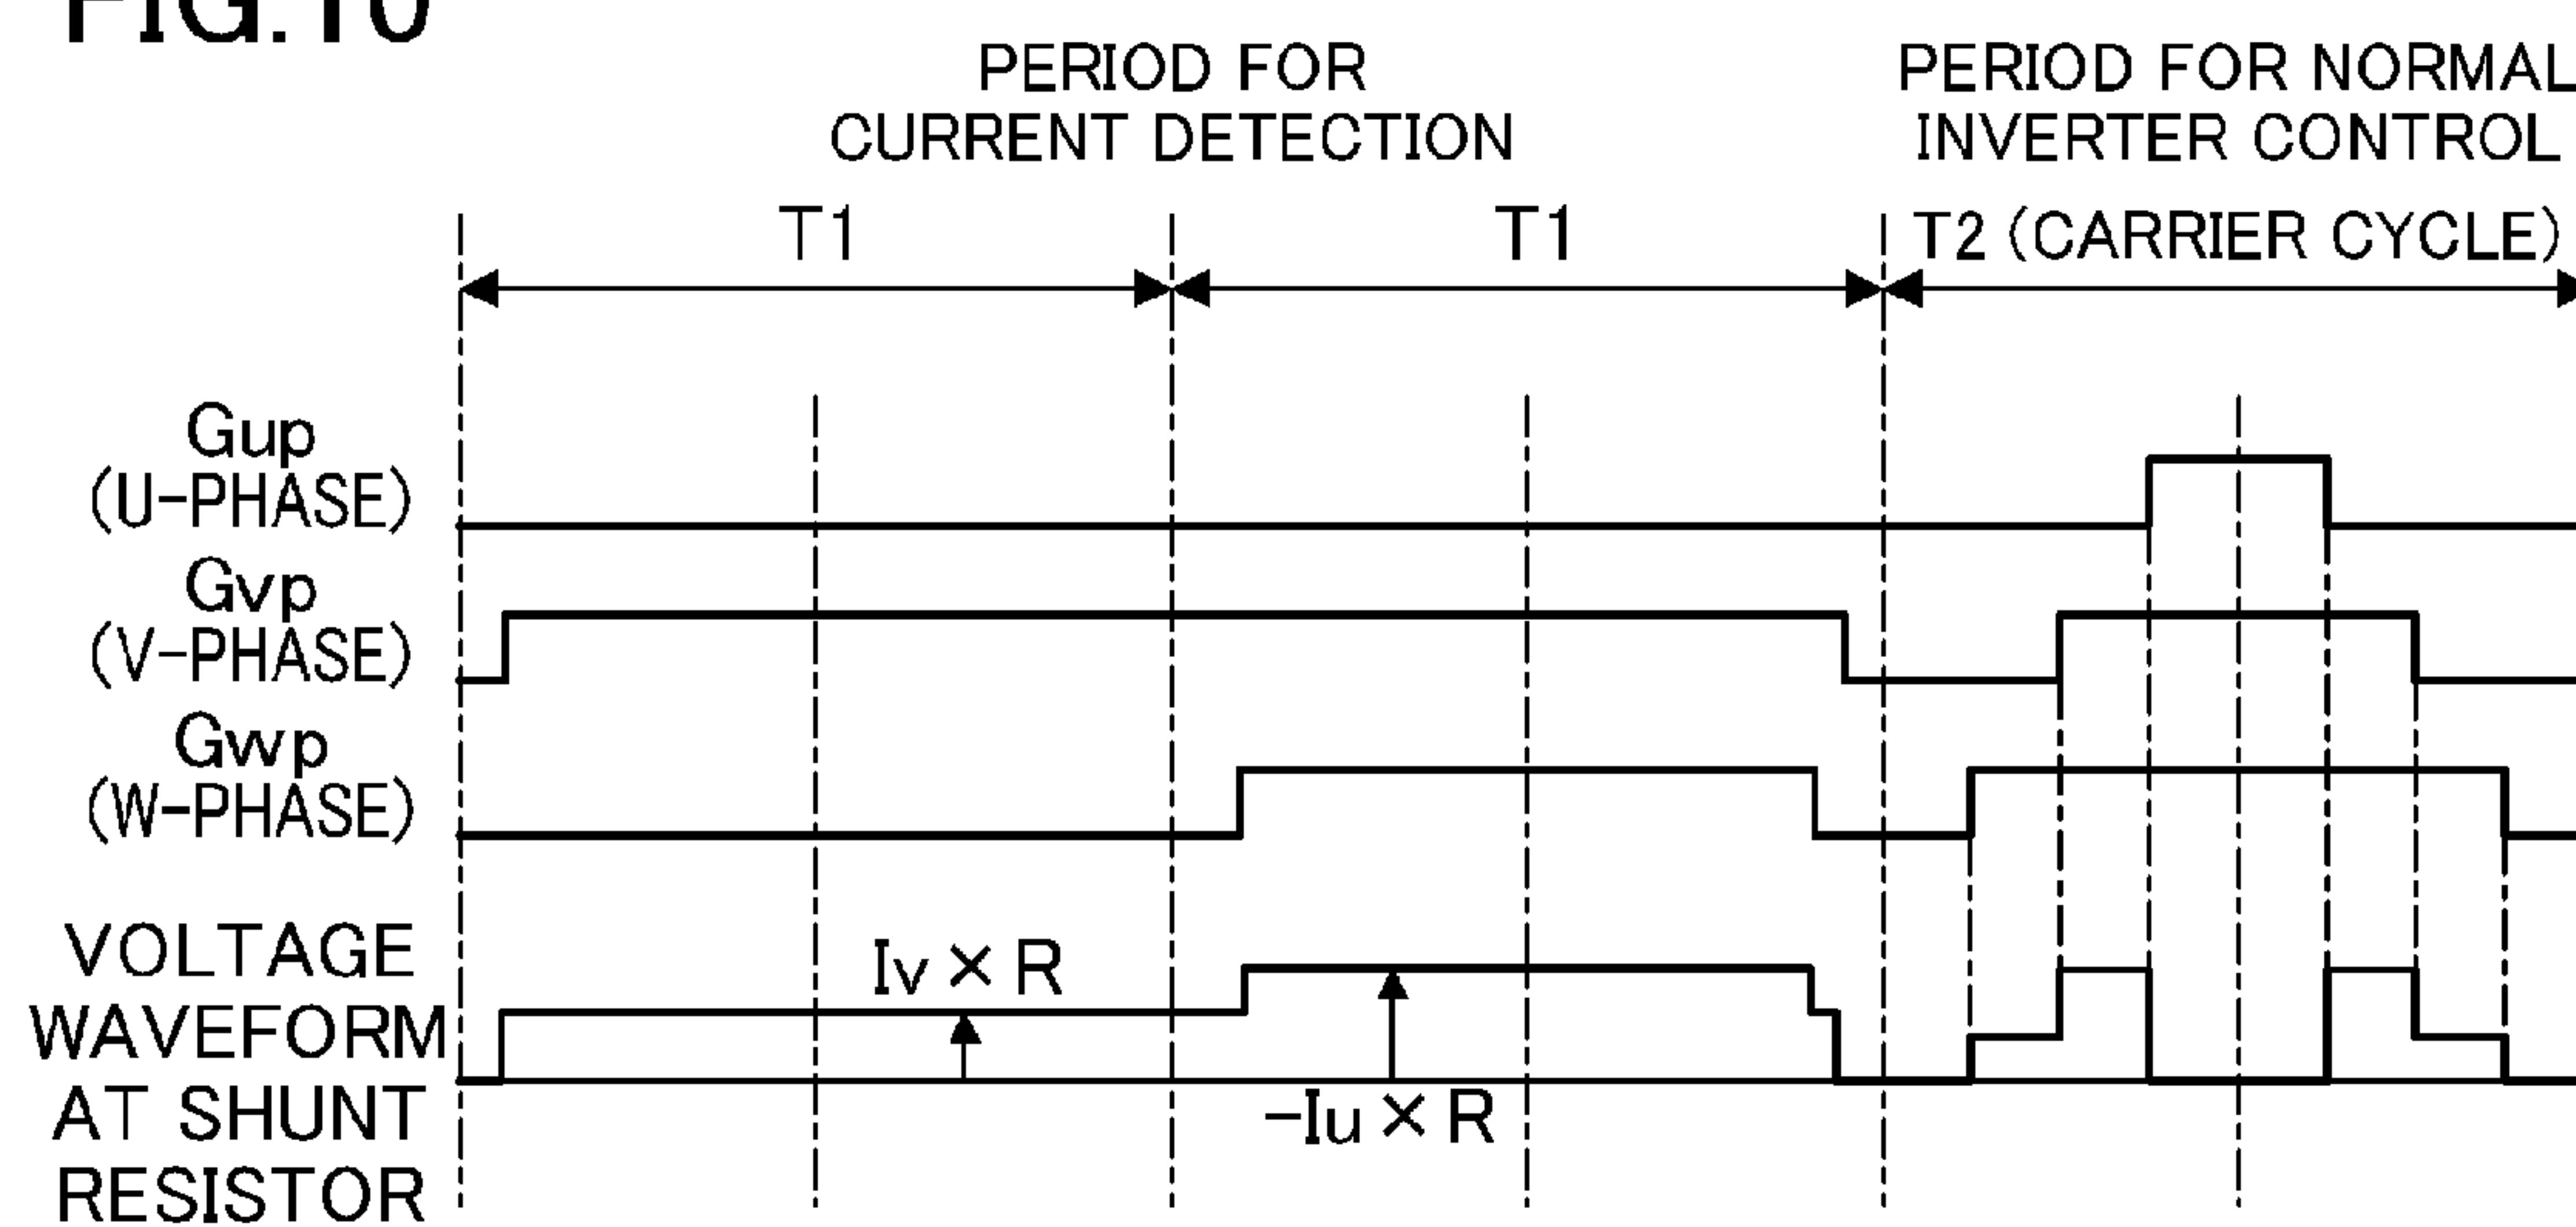 FIG.10
PERIOD FOR
CURRENT DETECTION
PERIOD FOR NORMAL
INVERTER CONTROL
T1
T1
T2 (CARRIER CYCLE)
Gup
(U-PHASE)
Gvp
(V-PHASE)
Gwp
(W-PHASE)
VOLTAGE
WAVEFORM
AT SHUNT
RESISTOR
Iv × R
-Iu × R